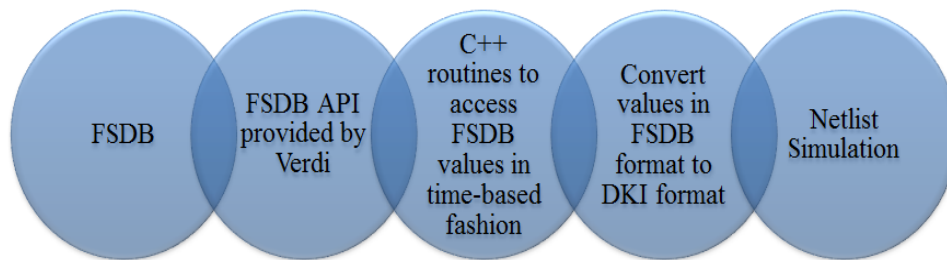 FSDB
FSDB API
provided by
Verdi
C++
routines to
access
FSDB
values in
time-based
fashion
Convert
values in
FSDB
format to
DKI format
Netlist
Simulation